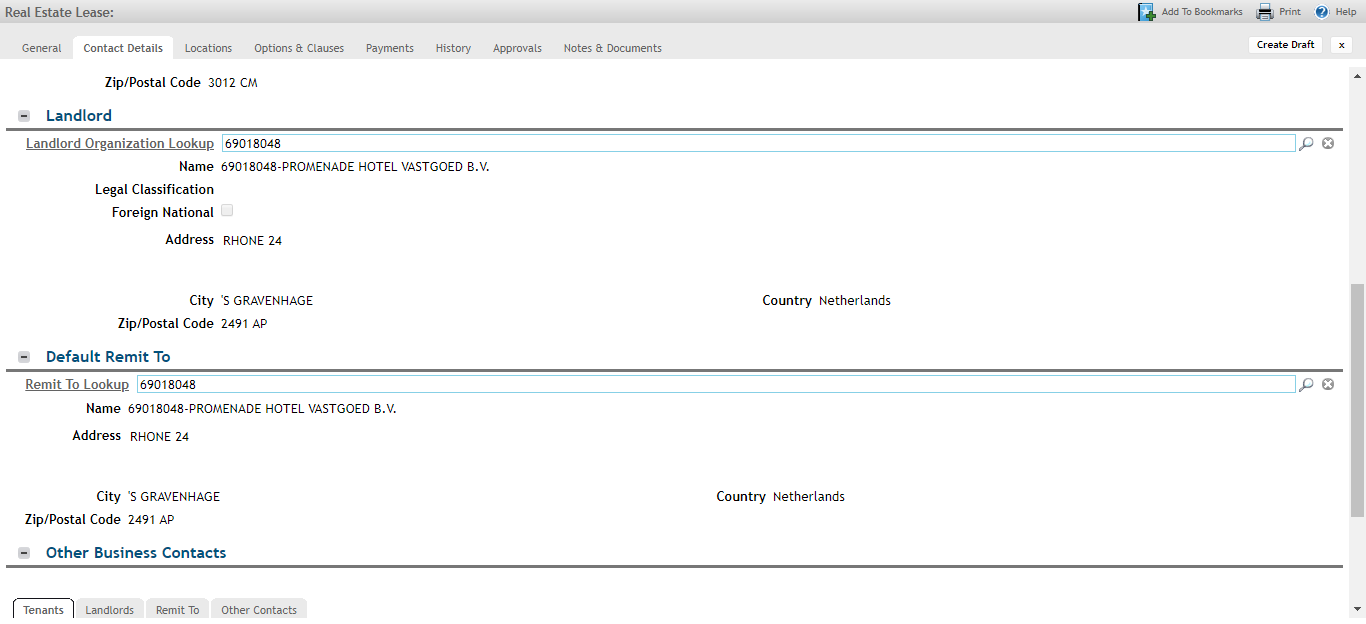 Real Estate Lease:
Add To Bookmarks Print Help
General Contact Details Locations Options & Clauses Payments History Approvals Notes & Documents Create Draft x
Zip/Postal Code 3012 CM
Landlord
Landlord Organization Lookup 69018048
Name 69018048-PROMENADE HOTEL VASTGOED B.V.
Legal Classification
Foreign National
Address RHONE 24
City 'S GRAVENHAGE Country Netherlands
Zip/Postal Code 2491 AP
Default Remit To
Remit To Lookup 69018048
Name 69018048-PROMENADE HOTEL VASTGOED B.V.
Address RHONE 24
City 'S GRAVENHAGE Country Netherlands
Zip/Postal Code 2491 AP
Other Business Contacts
Tenants Landlords Remit To Other Contacts